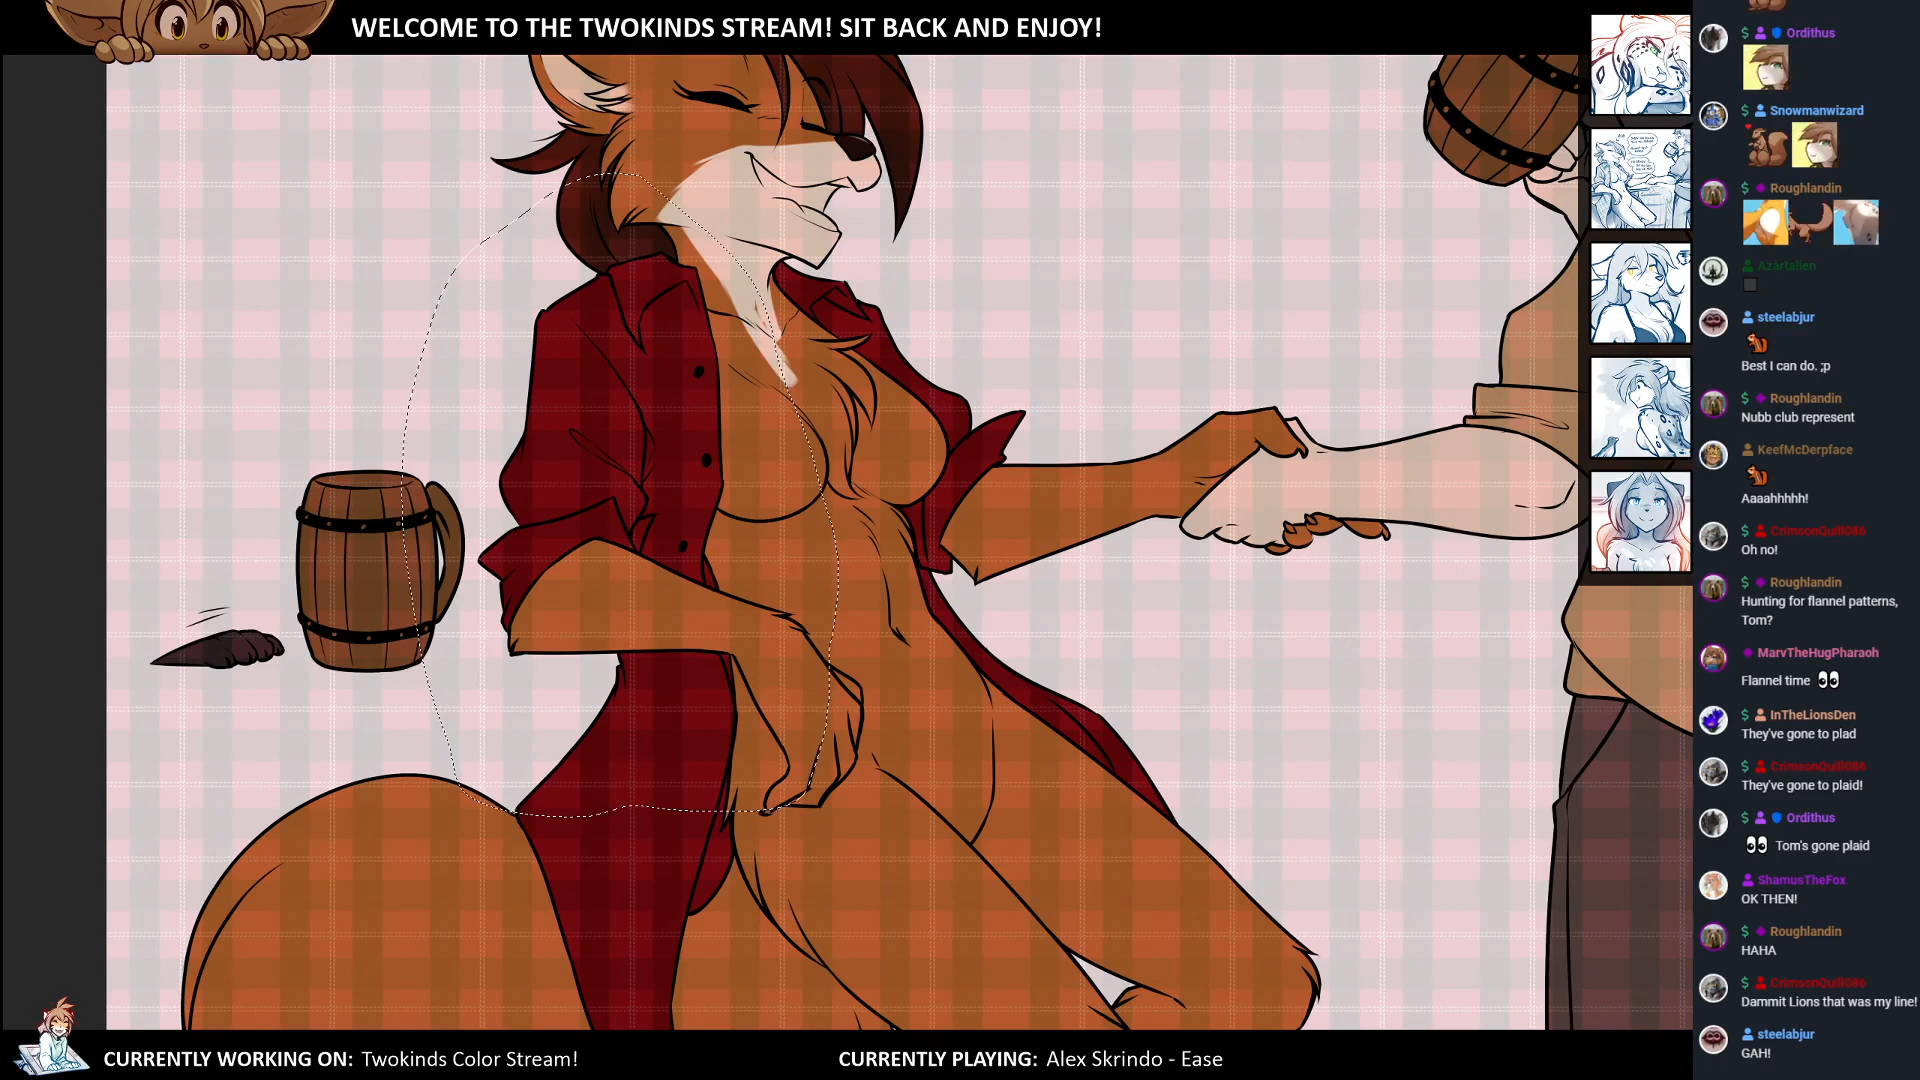 WELCOME TO THE TWOKINDS STREAM! SIT BACK AND ENJOY!
$ Ordithus
$ Snowmanwizard
$ Roughlandin
Azartalien
steelabjur
Best I can do. ;p
$ Roughlandin
Nubb club represent
KeefMcDerpface
Aaaahhhhh!
$ CrimsonQuill086
Oh no!
$ Roughlandin
Hunting for flannel patterns,
Tom?
MarvTheHugPharaoh
Flannel time 👀
$ InTheLionsDen
They've gone to plad
$ CrimsonQuill086
They've gone to plaid!
$ Ordithus
👀 Tom's gone plaid
ShamusTheFox
OK THEN!
$ Roughlandin
HAHA
$ CrimsonQuill086
Dammit Lions that was my line!
steelabjur
GAH!
CURRENTLY WORKING ON: Twokinds Color Stream!
CURRENTLY PLAYING: Alex Skrindo - Ease